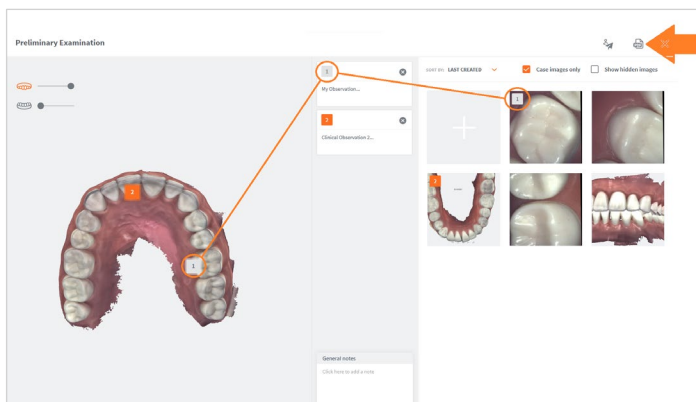 Preliminary Examination
1
My Observation...
2
Clinical Observation 2...
SORT BY: LAST CREATED
Case images only
Show hidden images
1
2
2
1
General notes
Click here to add a note